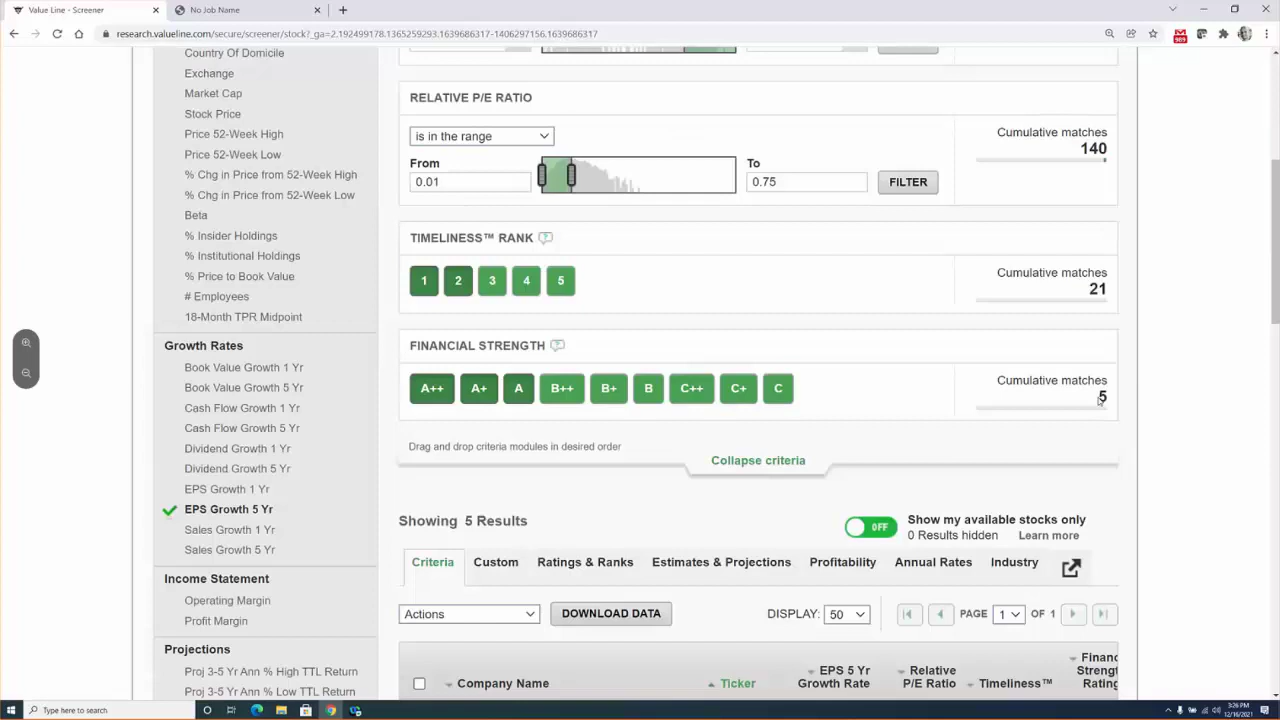 Value Line - Screener
No Job Name
research.valueline.com/secure/screener/stock?_ga=2.192499178.1365259331.1639686317-1406297156.1639686317
989
Country Of Domicile
Exchange
Market Cap
Stock Price
Price 52-Week High
Price 52-Week Low
% Chg in Price from 52-Week High
% Chg in Price from 52-Week Low
Beta
% Insider Holdings
% Institutional Holdings
% Price to Book Value
# Employees
18-Month TPR Midpoint
Growth Rates
Book Value Growth 1 Yr
Book Value Growth 5 Yr
Cash Flow Growth 1 Yr
Cash Flow Growth 5 Yr
Dividend Growth 1 Yr
Dividend Growth 5 Yr
EPS Growth 1 Yr
EPS Growth 5 Yr
Sales Growth 1 Yr
Sales Growth 5 Yr
Income Statement
Operating Margin
Profit Margin
Projections
Proj 3-5 Yr Ann % High TTL Return
Proj 3-5 Yr Ann % Low TTL Return
RELATIVE P/E RATIO
is in the range
From
To
0.01
0.75
FILTER
Cumulative matches
140
TIMELINESS™ RANK ?
1 2 3 4 5
Cumulative matches
21
FINANCIAL STRENGTH ?
A++ A+ A B++ B+ B C++ C+ C
Cumulative matches
5
Drag and drop criteria modules in desired order
Collapse criteria
Showing 5 Results
OFF
Show my available stocks only
0 Results hidden Learn more
Criteria Custom Ratings & Ranks Estimates & Projections Profitability Annual Rates Industry
Actions DOWNLOAD DATA DISPLAY: 50 PAGE 1 OF 1
Company Name
Ticker
EPS 5 Yr
Growth Rate
Relative
P/E Ratio
Timeliness™
Financ
Strengt
Rating
Type here to search
3:26 PM
12/16/2021